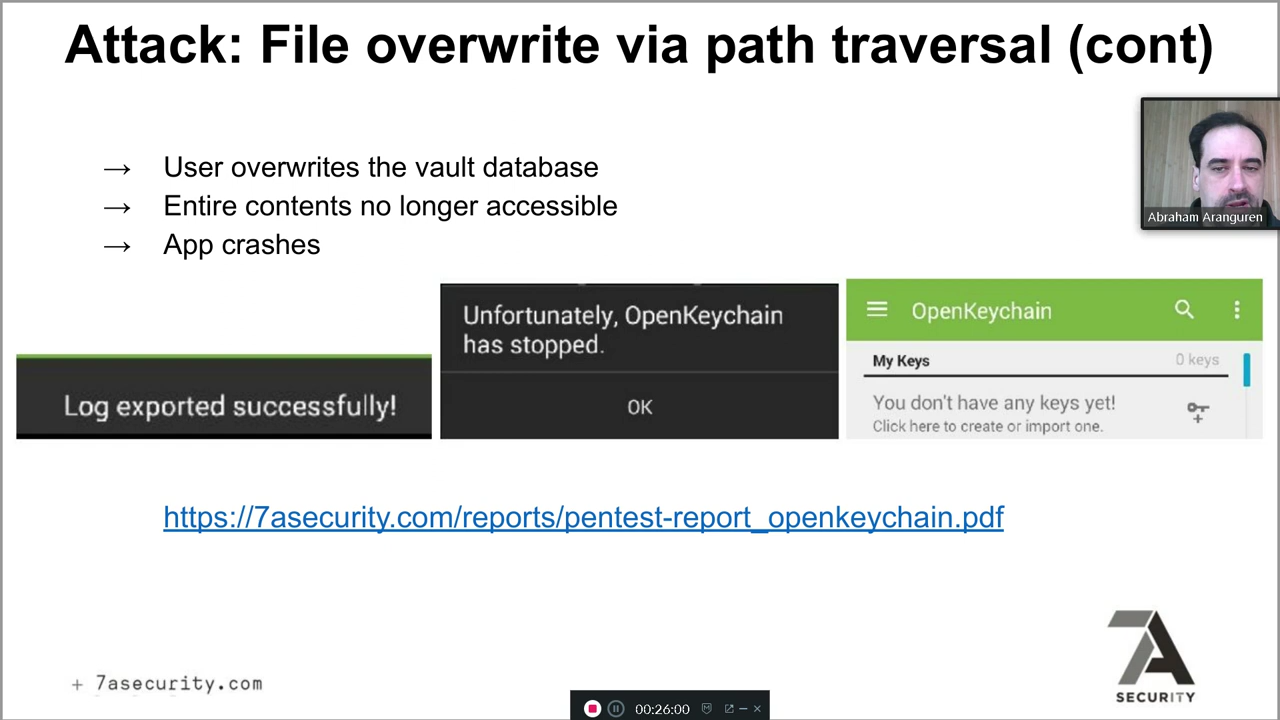 Attack: File overwrite via path traversal (cont)
→ User overwrites the vault database
→ Entire contents no longer accessible
→ App crashes
Abraham Aranguren
Log exported successfully!
Unfortunately, OpenKeychain
has stopped.
OK
OpenKeychain
My Keys 0 keys
You don't have any keys yet!
Click here to create or import one.
https://7asecurity.com/reports/pentest-report_openkeychain.pdf
+ 7asecurity.com
7A
SECURITY
00:26:00